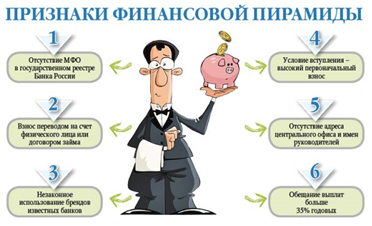 ПРИЗНАКИ ФИНАНСОВОЙ ПИРАМИДЫ
1
Отсутствие МФО
в государственном реестре
Банка России
2
Взнос переводом на счет
физического лица или
договором займа
3
Незаконное
использование брендов
известных банков
4
Условие вступления –
высокий первоначальный
взнос
5
Отсутствие адреса
центрального офиса и имен
руководителей
6
Обещание выплат
больше
35% годовых